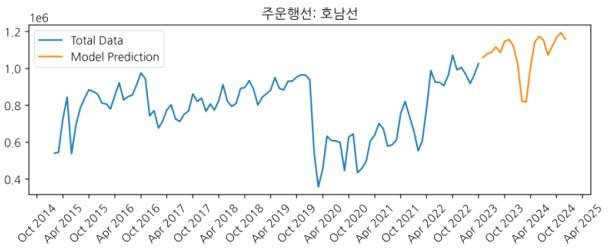 주운행선: 호남선
1e6
1.2
1.0
0.8
0.6
0.4
Total Data
Model Prediction
Oct 2014
Apr 2015
Oct 2015
Apr 2016
Oct 2016
Apr 2017
Oct 2017
Apr 2018
Oct 2018
Apr 2019
Oct 2019
Apr 2020
Oct 2020
Apr 2021
Oct 2021
Apr 2022
Oct 2022
Apr 2023
Oct 2023
Apr 2024
Oct 2024
Apr 2025